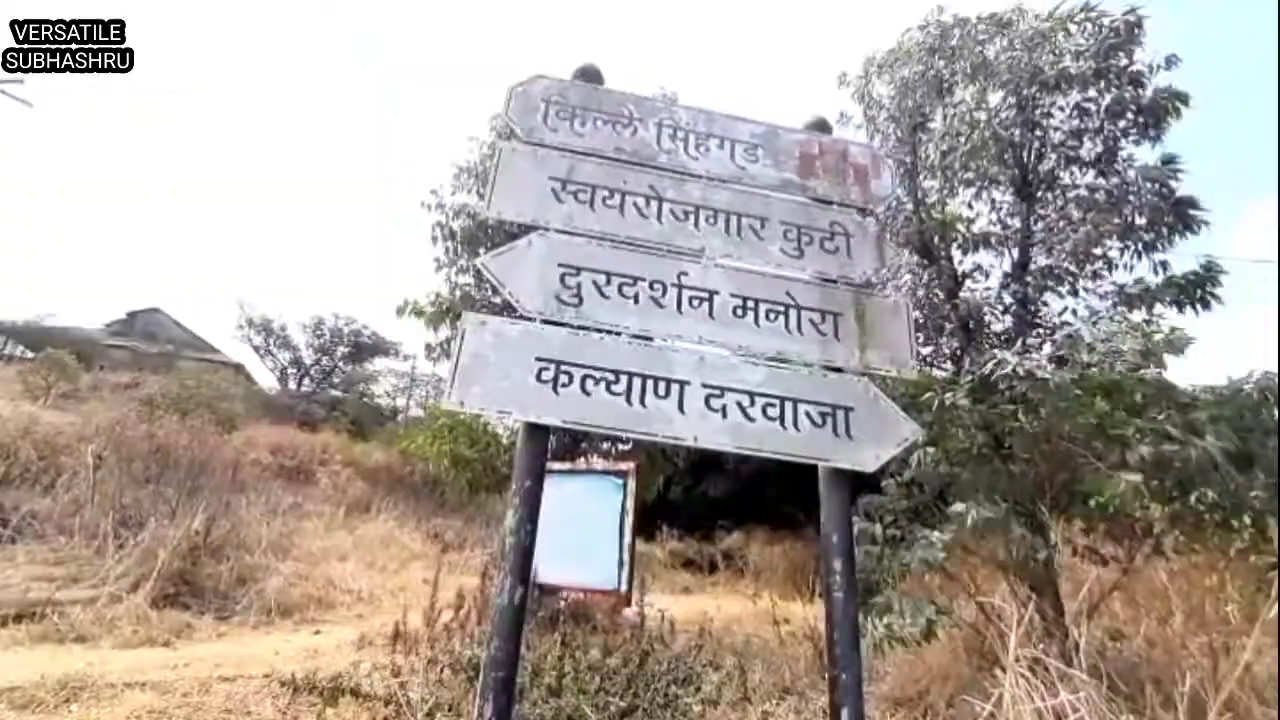 VERSATILE
SUBHASHRU
किल्ले सिंहगड
स्वयंरोजगार कुटी
दुरदर्शन मनोरा
कल्याण दरवाजा